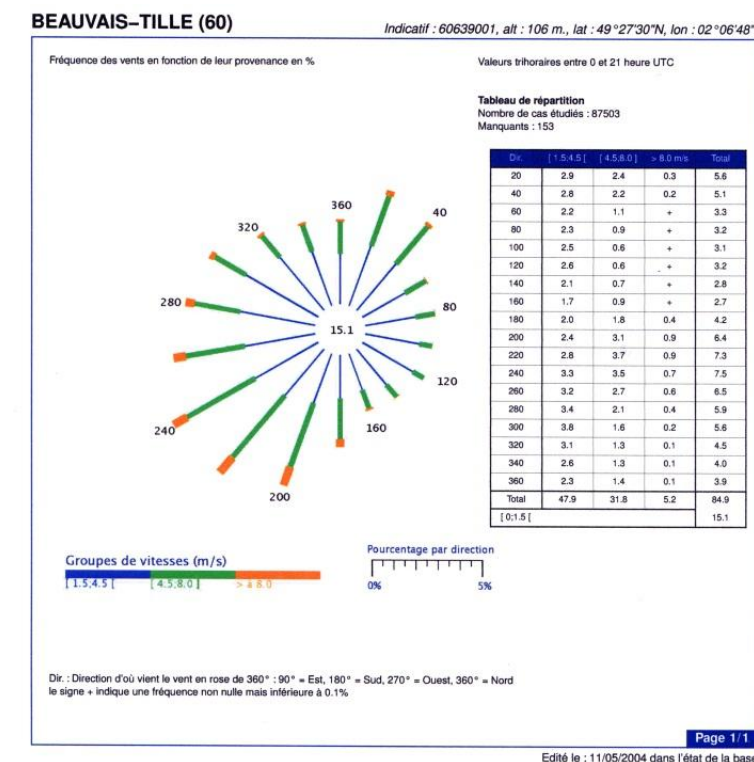 BEAUVAIS–TILLE (60)
Indicatif : 60639001, alt : 106 m., lat : 49°27'30"N, lon : 02°06'48"
Fréquence des vents en fonction de leur provenance en %
Valeurs trihoraires entre 0 et 21 heure UTC
Tableau de répartition
Nombre de cas étudiés : 87503
Manquants : 153
Dir. [ 1.5;4.5 [ [ 4.5;8.0 ] > 8.0 m/s Total
20 2.9 2.4 0.3 5.6
40 2.8 2.2 0.2 5.1
60 2.2 1.1 + 3.3
80 2.3 0.9 + 3.2
100 2.5 0.6 + 3.1
120 2.6 0.6 + 3.2
140 2.1 0.7 + 2.8
160 1.7 0.9 + 2.7
180 2.0 1.8 0.4 4.2
200 2.4 3.1 0.9 6.4
220 2.8 3.7 0.9 7.3
240 3.3 3.5 0.7 7.5
260 3.2 2.7 0.6 6.5
280 3.4 2.1 0.4 5.9
300 3.8 1.6 0.2 5.6
320 3.1 1.3 0.1 4.5
340 2.6 1.3 0.1 4.0
360 2.3 1.4 0.1 3.9
Total 47.9 31.8 5.2 84.9
[ 0;1.5 [ 15.1
360
40
320
280
80
15.1
120
240
160
200
Groupes de vitesses (m/s)
[ 1.5;4.5 [ [ 4.5;8.0 ] > à 8.0
Pourcentage par direction
0% 5%
Dir. : Direction d'où vient le vent en rose de 360° : 90° = Est, 180° = Sud, 270° = Ouest, 360° = Nord
le signe + indique une fréquence non nulle mais inférieure à 0.1%
Page 1/1
Edité le : 11/05/2004 dans l'état de la base